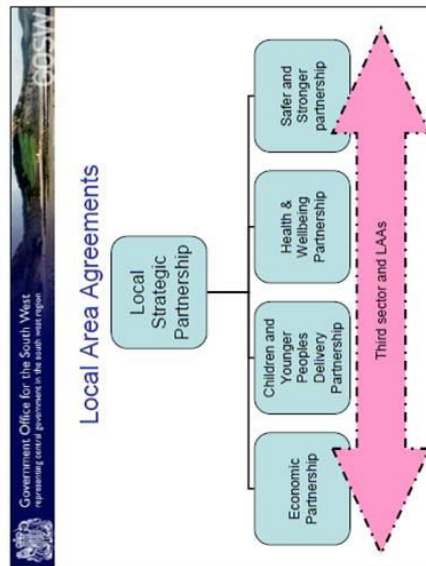 Government Office for the South West
representing central government in the south west region
GOSW
Local Area Agreements
Local
Strategic
Partnership
Economic
Partnership
Children and
Younger
Peoples
Delivery
Partnership
Health &
Wellbeing
Partnership
Safer and
Stronger
partnership
Third sector and LAAs